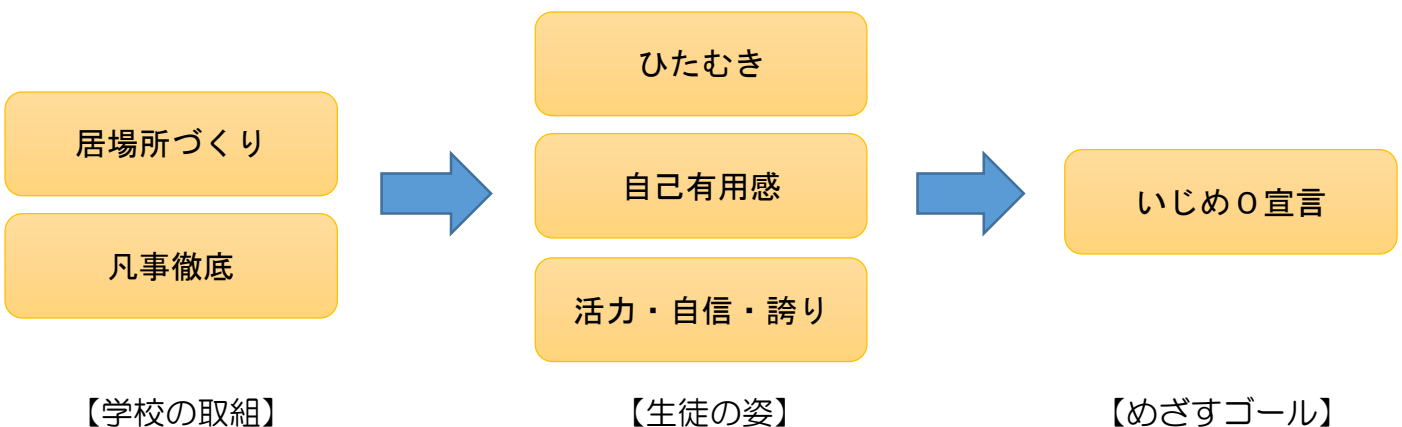 居場所づくり
凡事徹底
【学校の取組】
ひたむき
自己有用感
活力・自信・誇り
【生徒の姿】
いじめ０宣言
【めざすゴール】